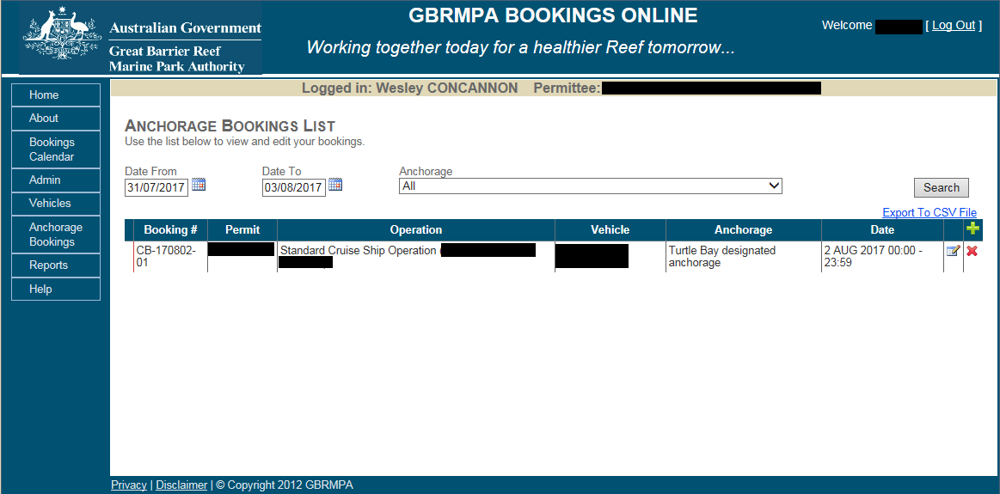 Australian Government
Great Barrier Reef
Marine Park Authority
GBRMPA BOOKINGS ONLINE
Working together today for a healthier Reef tomorrow...
Welcome [ Log Out ]
Logged in: Wesley CONCANNON Permittee:
Home
About
Bookings
Calendar
Admin
Vehicles
Anchorage
Bookings
Reports
Help
ANCHORAGE BOOKINGS LIST
Use the list below to view and edit your bookings.
Date From Date To Anchorage
31/07/2017 03/08/2017 All Search
Export To CSV File
Booking # Permit Operation Vehicle Anchorage Date
CB-170802- Standard Cruise Ship Operation ( Turtle Bay designated 2 AUG 2017 00:00 -
01 anchorage 23:59
Privacy | Disclaimer | © Copyright 2012 GBRMPA